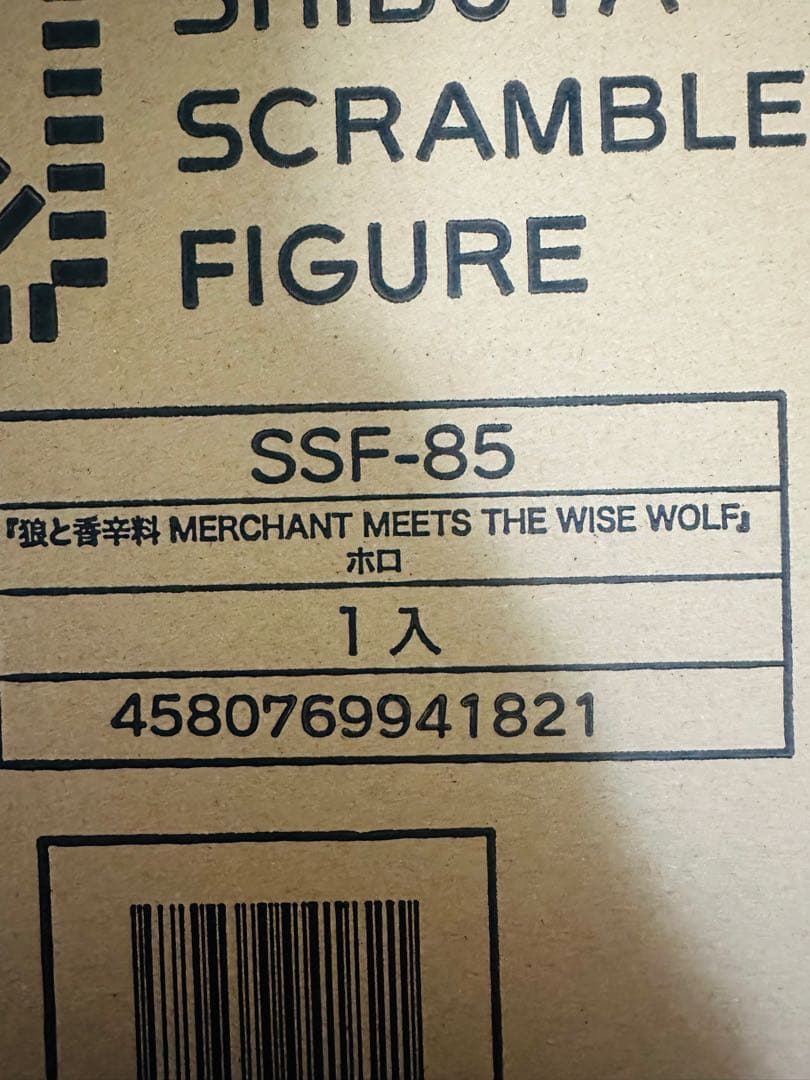 SHIBUYA
SCRAMBLE
FIGURE
SSF-85
『狼と香辛料 MERCHANT MEETS THE WISE WOLF』
ホロ
1入
4580769941821